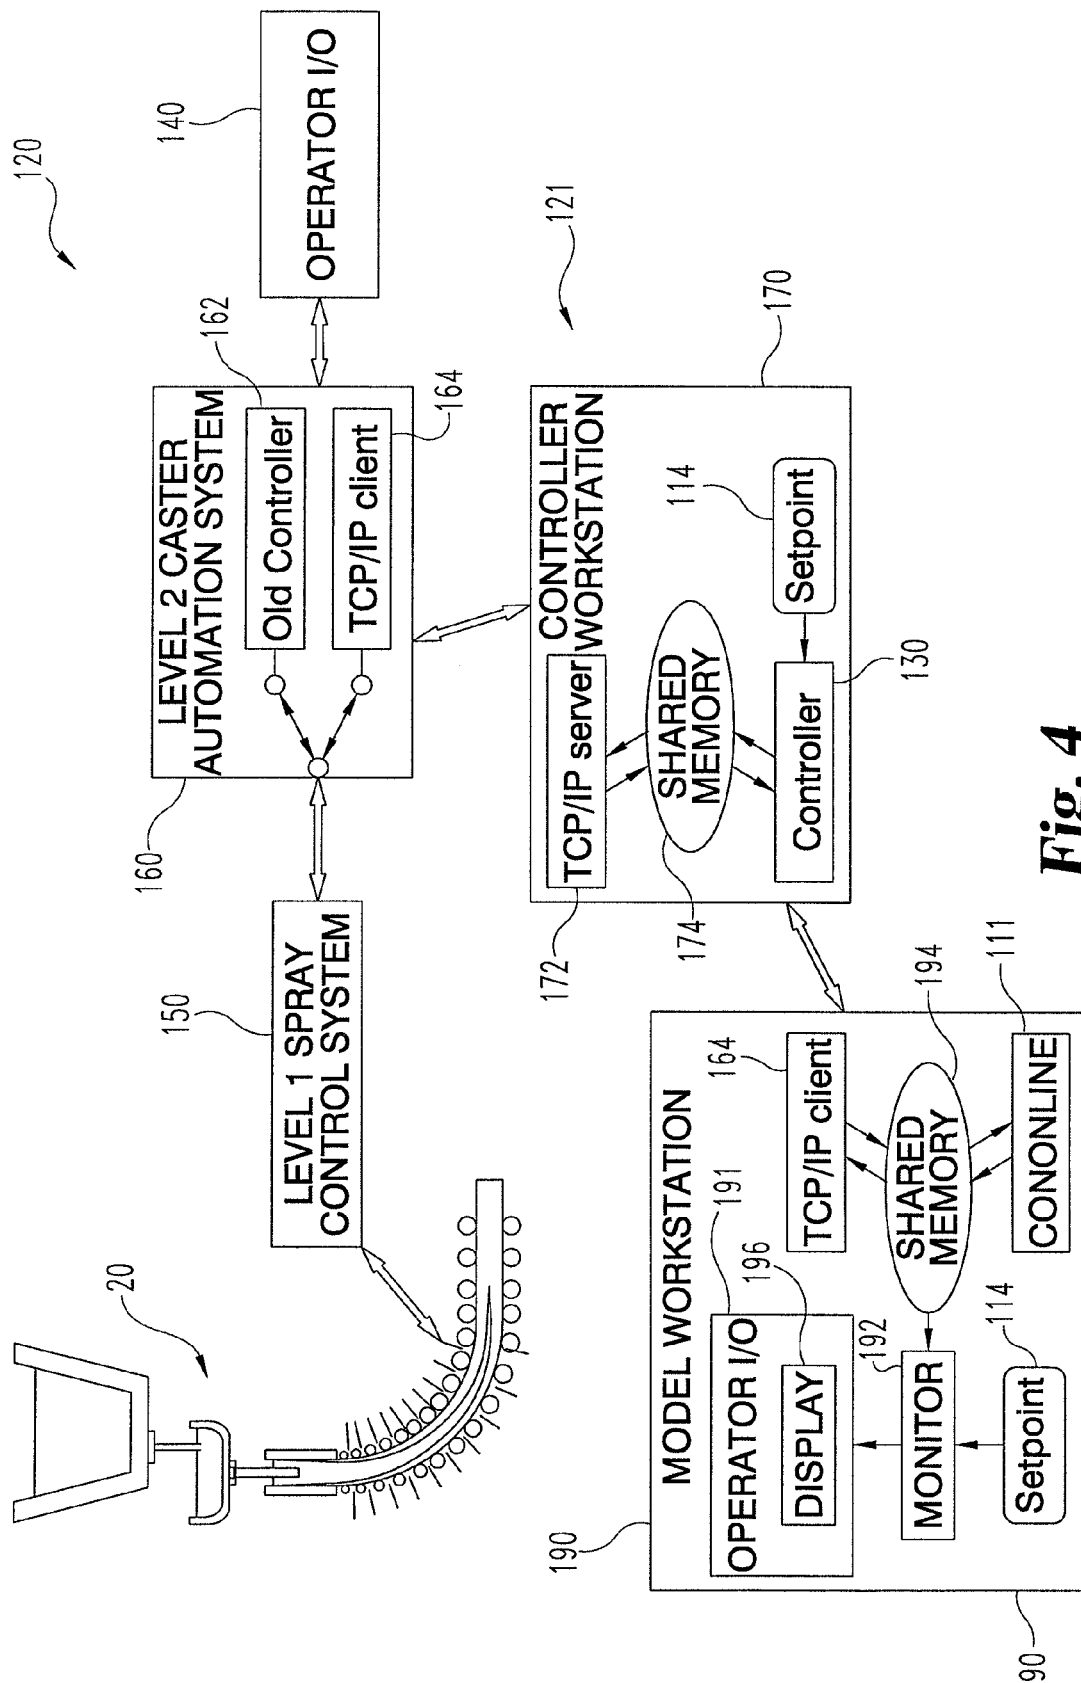 120
20
150
LEVEL 1 SPRAY
CONTROL SYSTEM
160
LEVEL 2 CASTER
AUTOMATION SYSTEM
162
Old Controller
TCP/IP client
164
140
OPERATOR I/O
121
190
MODEL WORKSTATION
191
OPERATOR I/O
196
DISPLAY
192
MONITOR
114
Setpoint
164
TCP/IP client
194
SHARED
MEMORY
111
CONONLINE
90
170
CONTROLLER
WORKSTATION
172
TCP/IP server
174
SHARED
MEMORY
114
Setpoint
130
Controller
Fig. 4